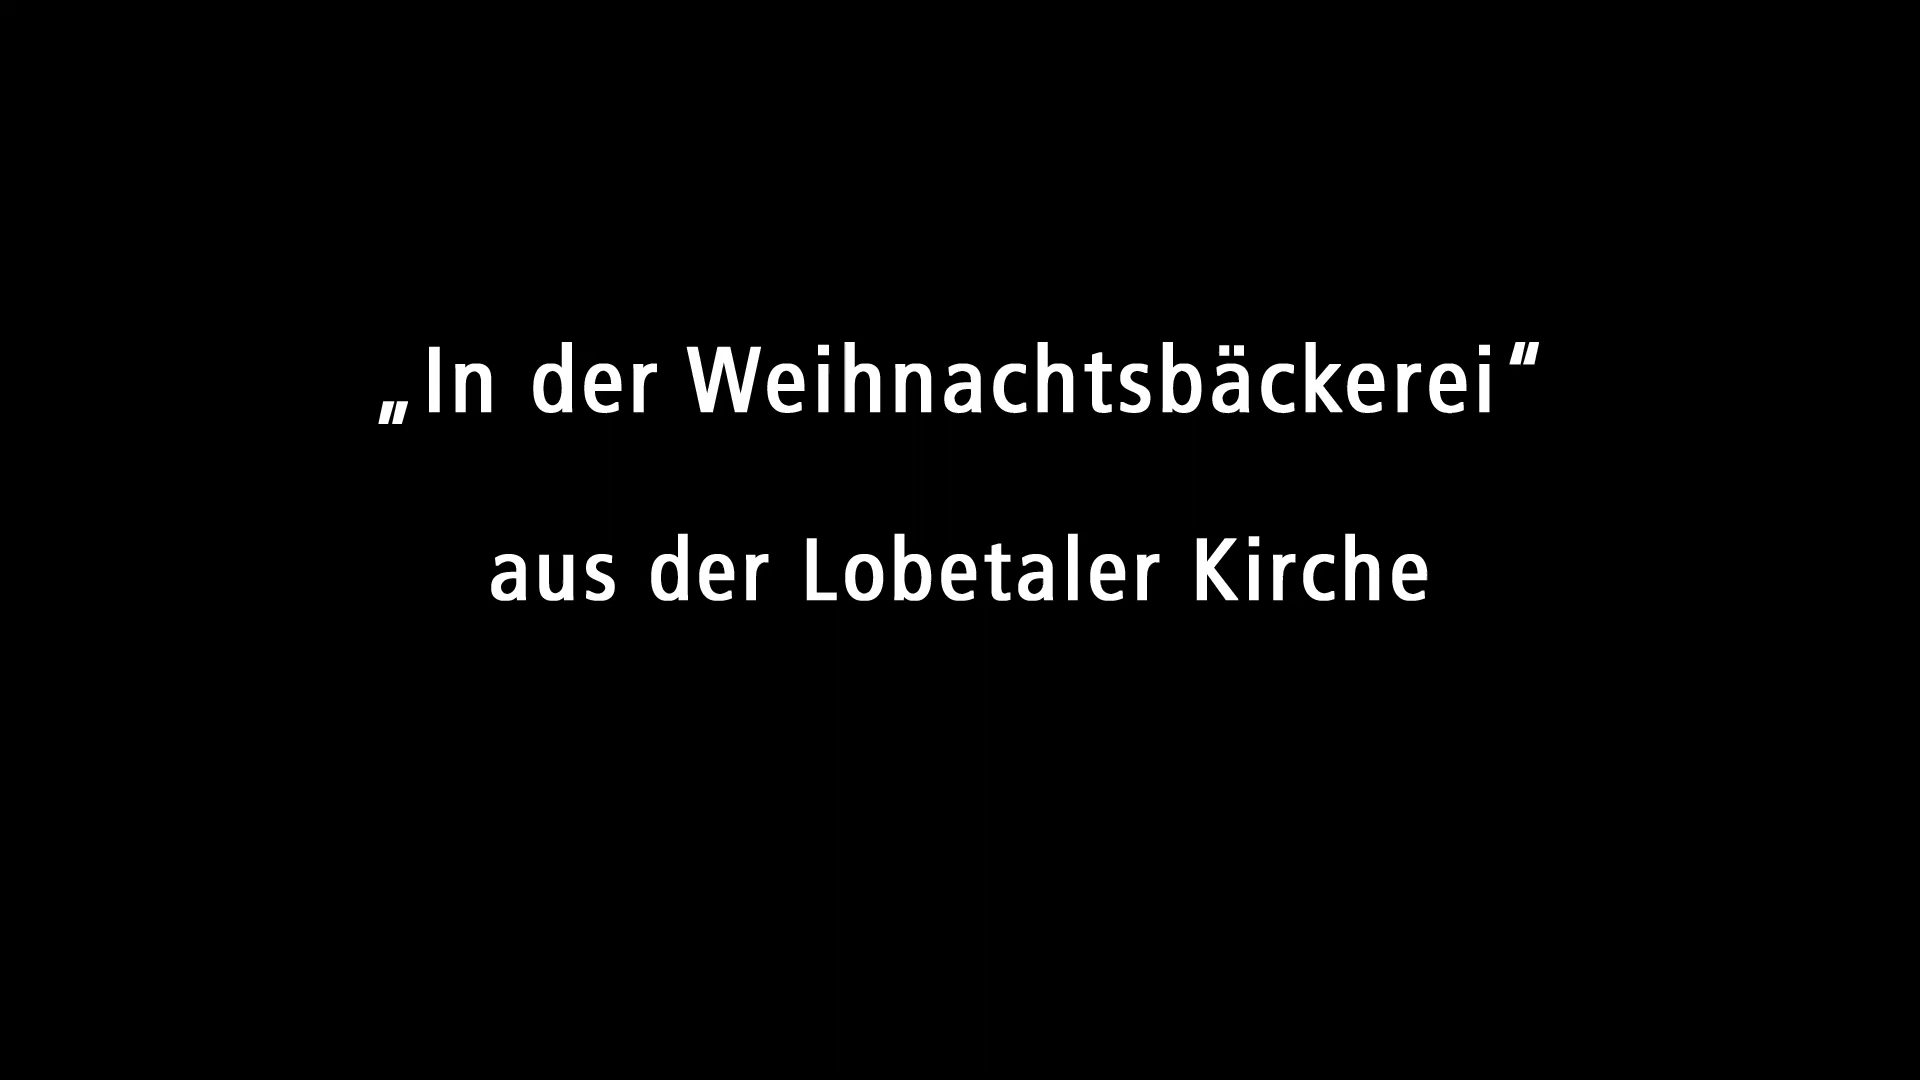 „In der Weihnachtsbäckerei“
aus der Lobetaler Kirche